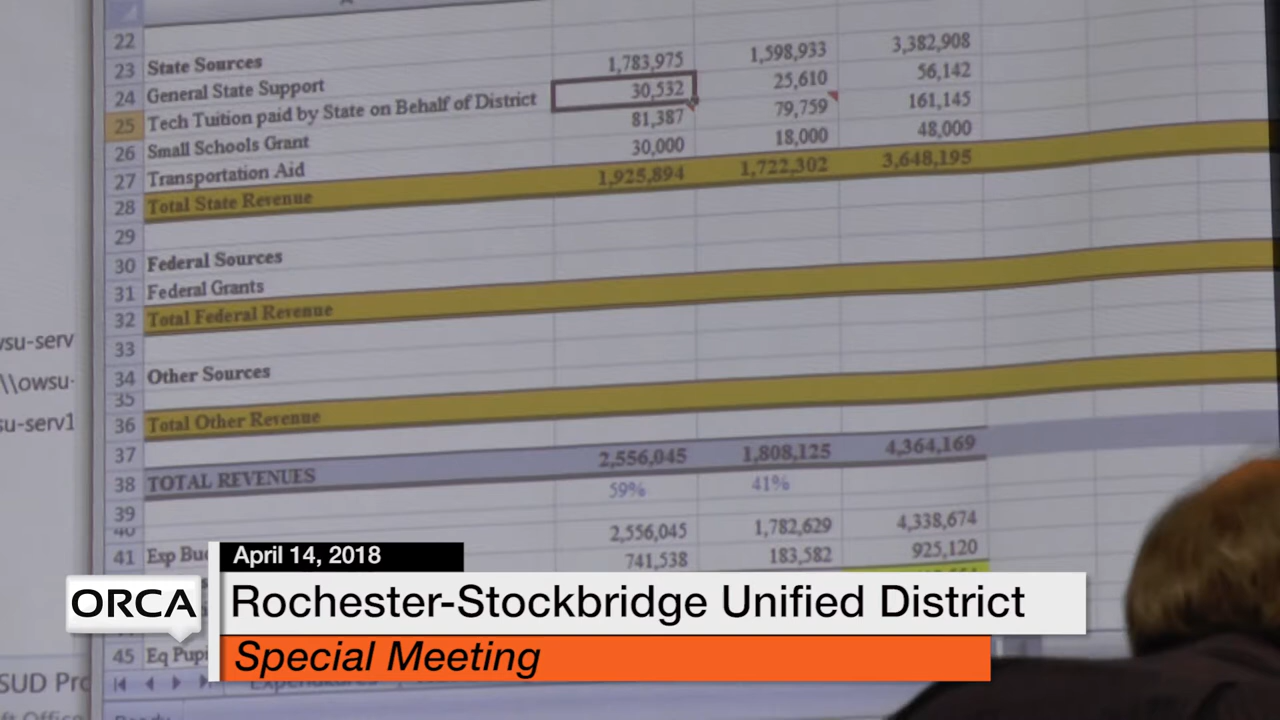 22
23 State Sources
24 General State Support 1,783,975 1,598,933 3,382,908
25 Tech Tuition paid by State on Behalf of District 30,532 25,610 56,142
26 Small Schools Grant 81,387 79,759 161,145
27 Transportation Aid 30,000 18,000 48,000
28 Total State Revenue 1,925,894 1,722,302 3,648,195
29
30 Federal Sources
31 Federal Grants
32 Total Federal Revenue
33
34 Other Sources
35
36 Total Other Revenue
37
38 TOTAL REVENUES 2,556,045 1,808,125 4,364,169
39 59% 41%
40
41 Exp Bu 2,556,045 1,782,629 4,338,674
741,538 183,582 925,120
45 Eq Pupi
wsu-serv
\\owsu-
su-serv1
SUD Pro
ft Office
Expenditures
Ready
April 14, 2018
ORCA
Rochester-Stockbridge Unified District
Special Meeting